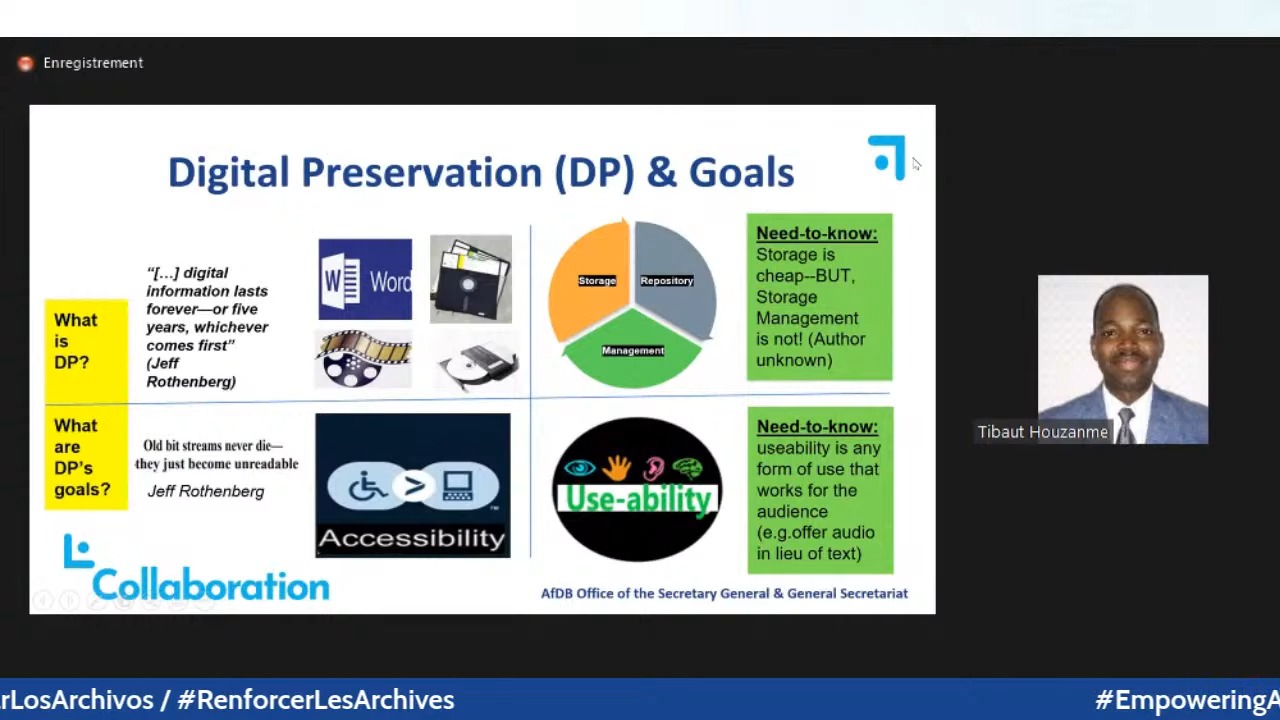 Enregistrement
Digital Preservation (DP) & Goals
What
is
DP?
“[…] digital
information lasts
forever—or five
years, whichever
comes first”
(Jeff
Rothenberg)
Word
Storage
Repository
Management
Need-to-know:
Storage is
cheap--BUT,
Storage
Management
is not! (Author
unknown)
What
are
DP’s
goals?
Old bit streams never die—
they just become unreadable
Jeff Rothenberg
Accessibility
TM
Use-ability
Need-to-know:
useability is any
form of use that
works for the
audience
(e.g.offer audio
in lieu of text)
Collaboration
AfDB Office of the Secretary General & General Secretariat
Tibaut Houzanme
rLosArchivos / #RenforcerLesArchives
#EmpoweringA